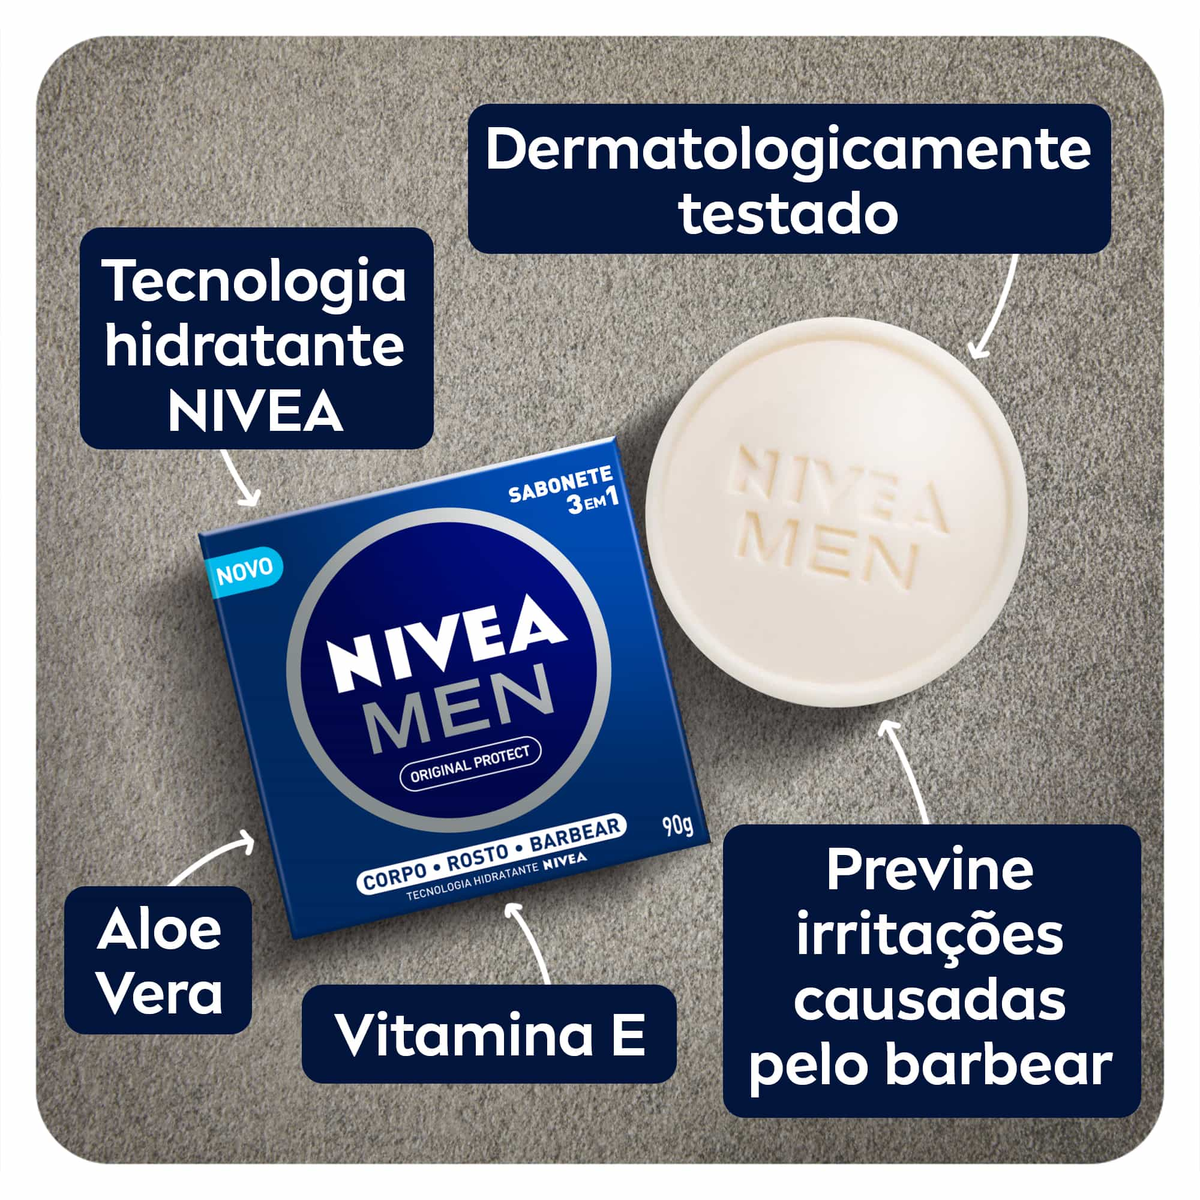 Dermatologicamente
testado
Tecnologia
hidratante
NIVEA
SABONETE
3 EM 1
NOVO
NIVEA
MEN
ORIGINAL PROTECT
CORPO • ROSTO • BARBEAR
TECNOLOGIA HIDRATANTE NIVEA
90g
NIVEA
MEN
Aloe
Vera
Vitamina E
Previne
irritações
causadas
pelo barbear